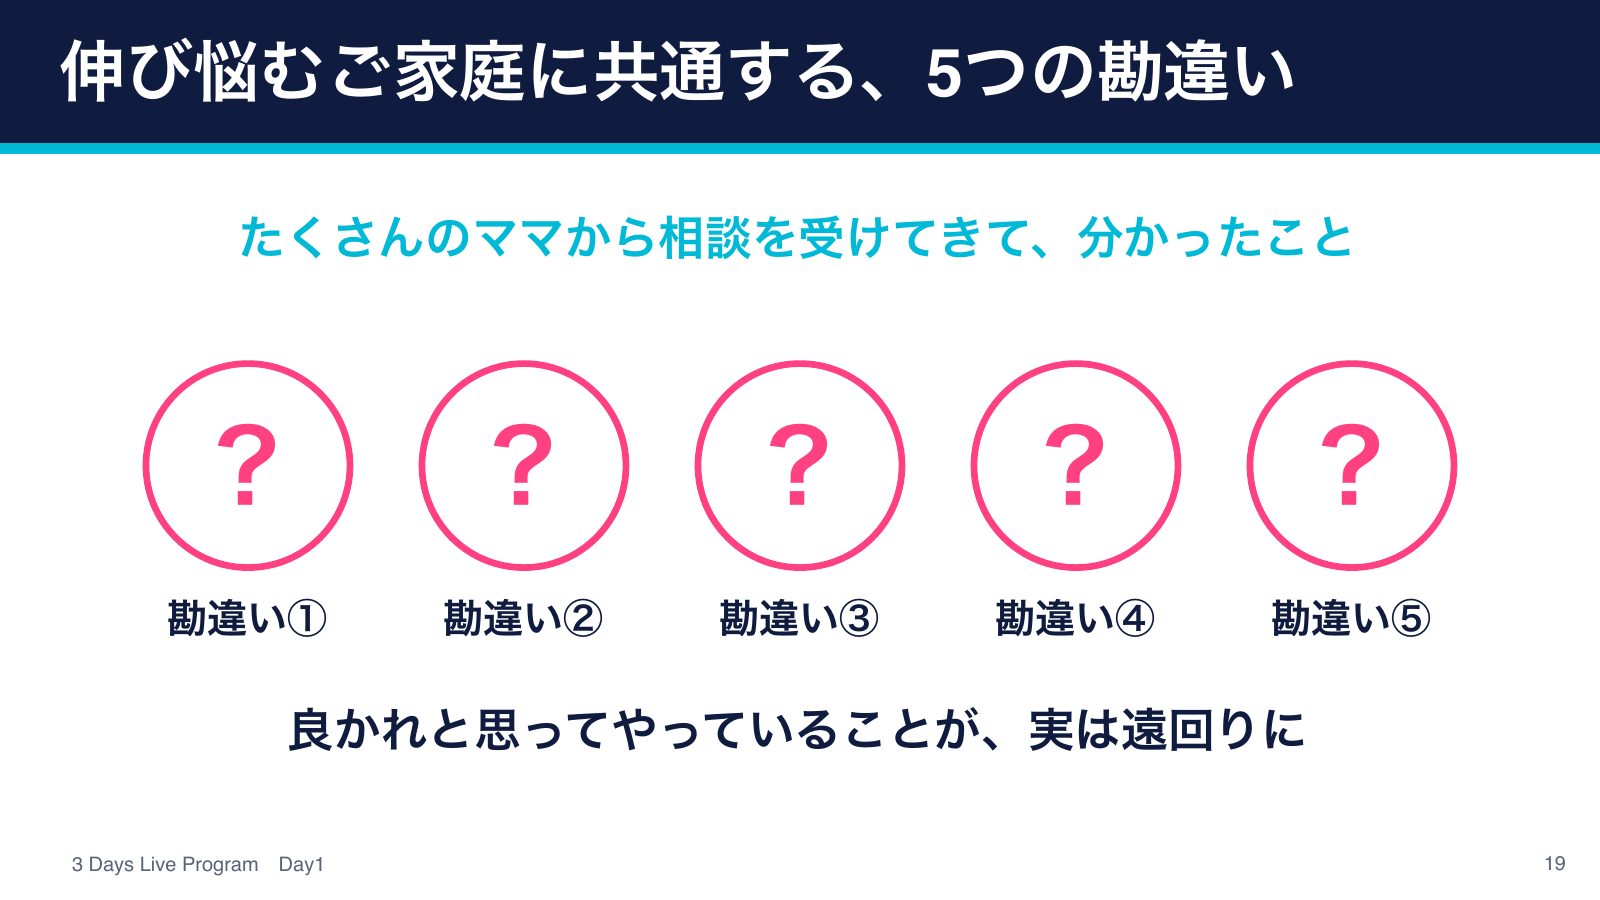 伸び悩むご家庭に共通する、5つの勘違い
たくさんのママから相談を受けてきて、分かったこと
? ? ? ? ?
勘違い① 勘違い② 勘違い③ 勘違い④ 勘違い⑤
良かれと思ってやっていることが、実は遠回りに
3 Days Live Program　Day1 19